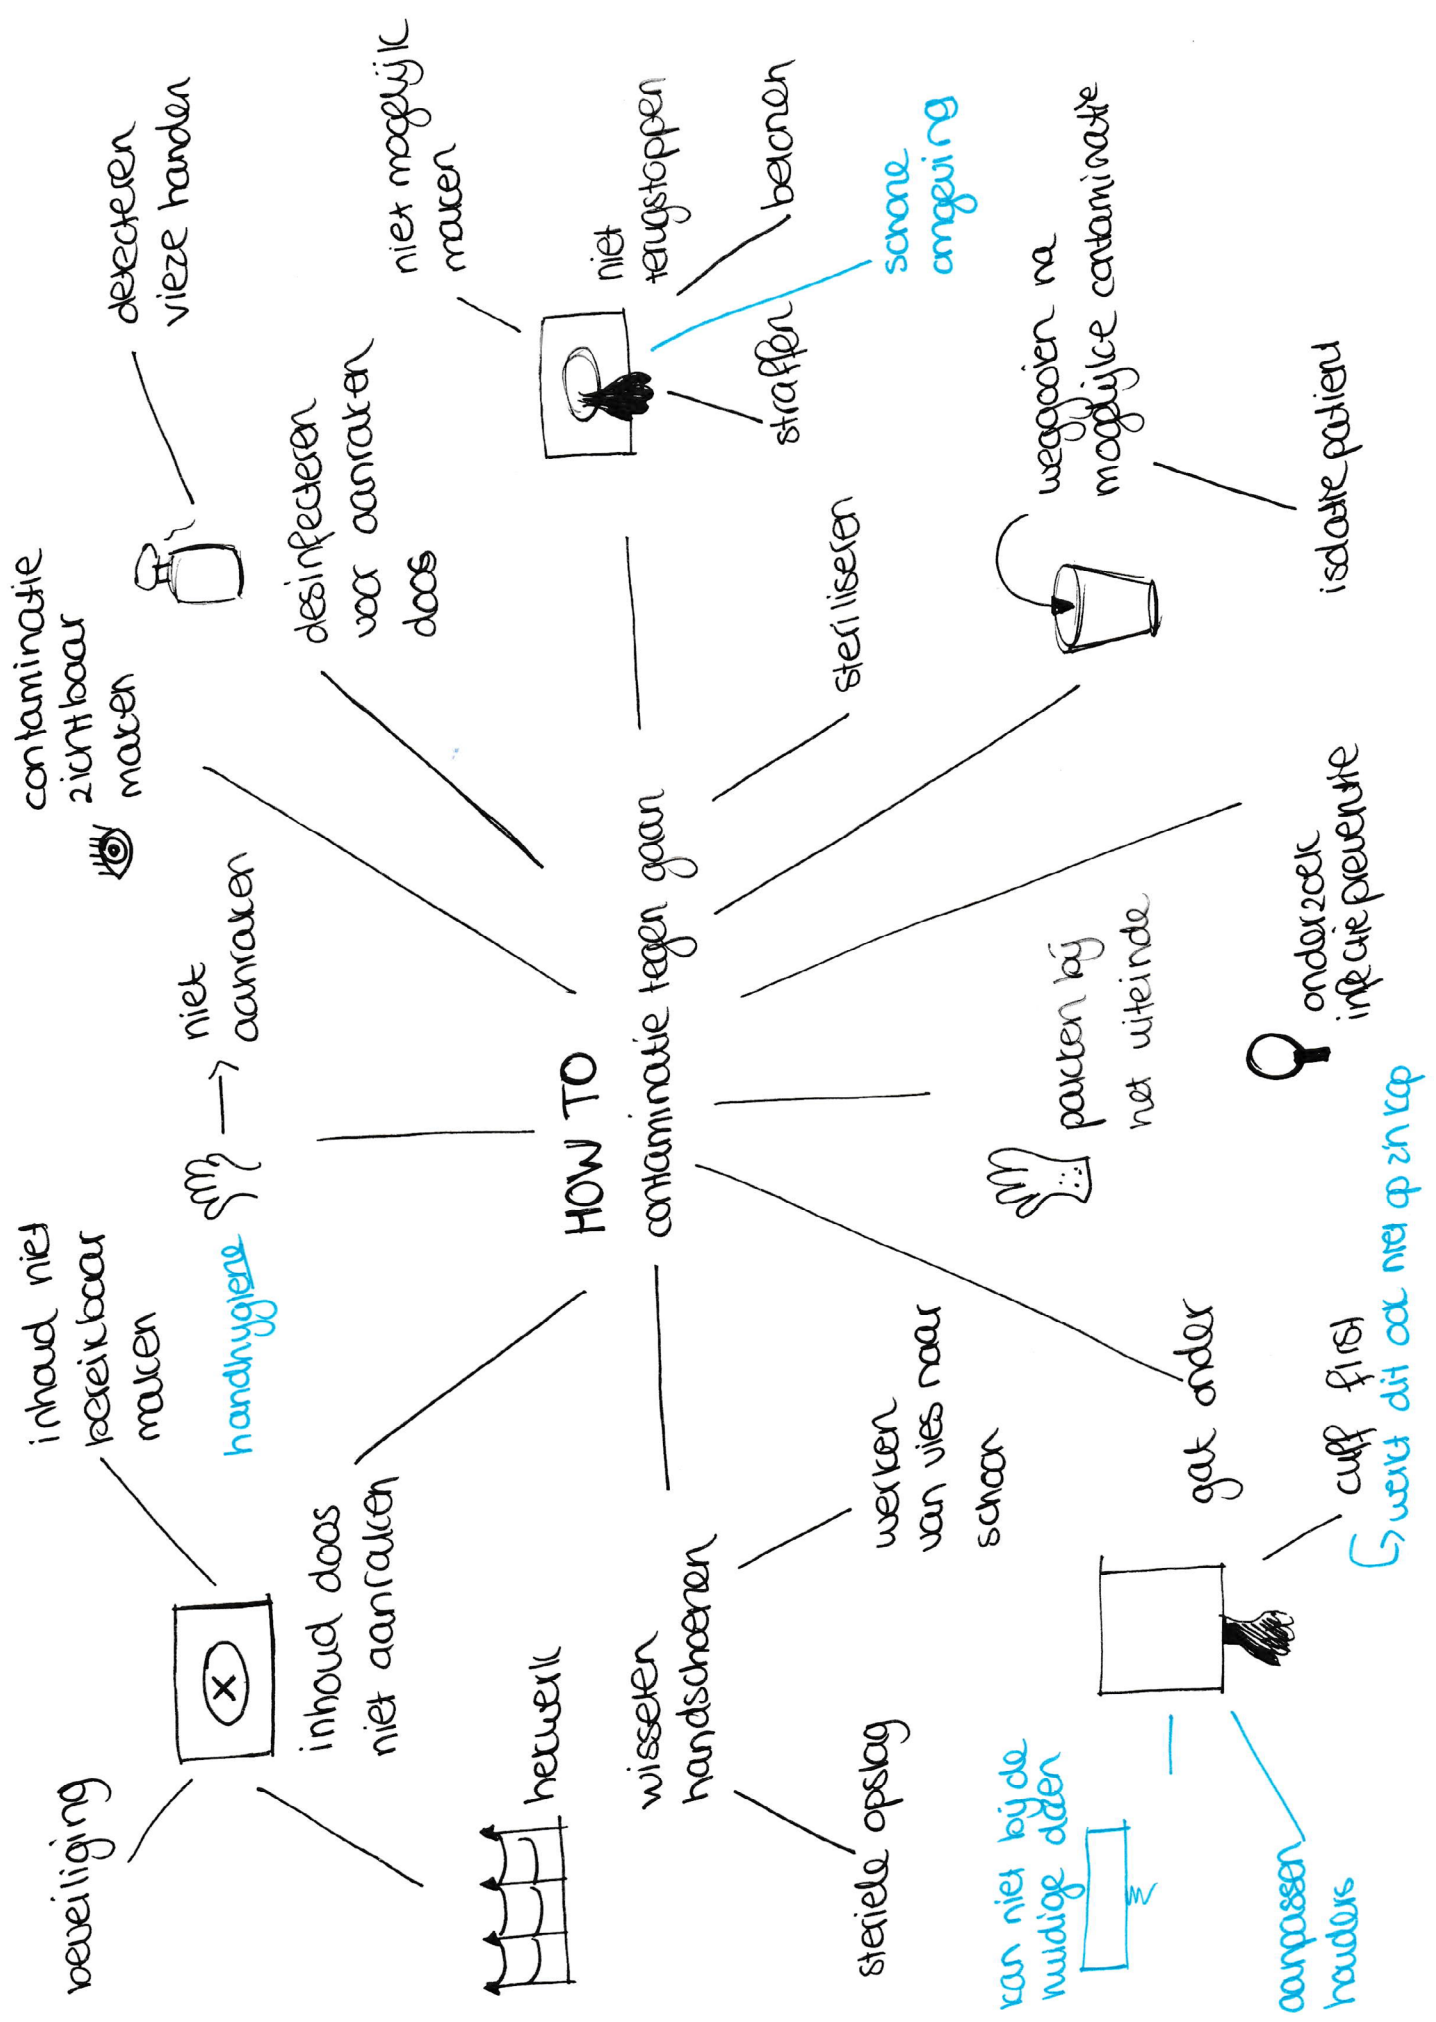 HOW TO
contaminatie tegen gaan
beveiliging
inhoud niet
bereikbaar
maken
inhoud doos
niet aanraken
hekwerk
handhygiene
niet
aanraken
contaminatie
zichtbaar
maken
detecteren
vieze handen
desinfecteren
voor aanraken
doos
niet mogelijk
maken
niet
terugstoppen
belonen
straffen
schone
omgeving
steriliseren
weggooien na
mogelijke contaminatie
isolatie patient
onderzoek
infectie preventie
pakken bij
het uiteinde
gat onder
cuff first
werkt dit ook niet op z'n kop
kan niet bij de
huidige dozen
aanpassen
houders
wisselen
handschoenen
werken
van vies naar
schoon
steriele opslag